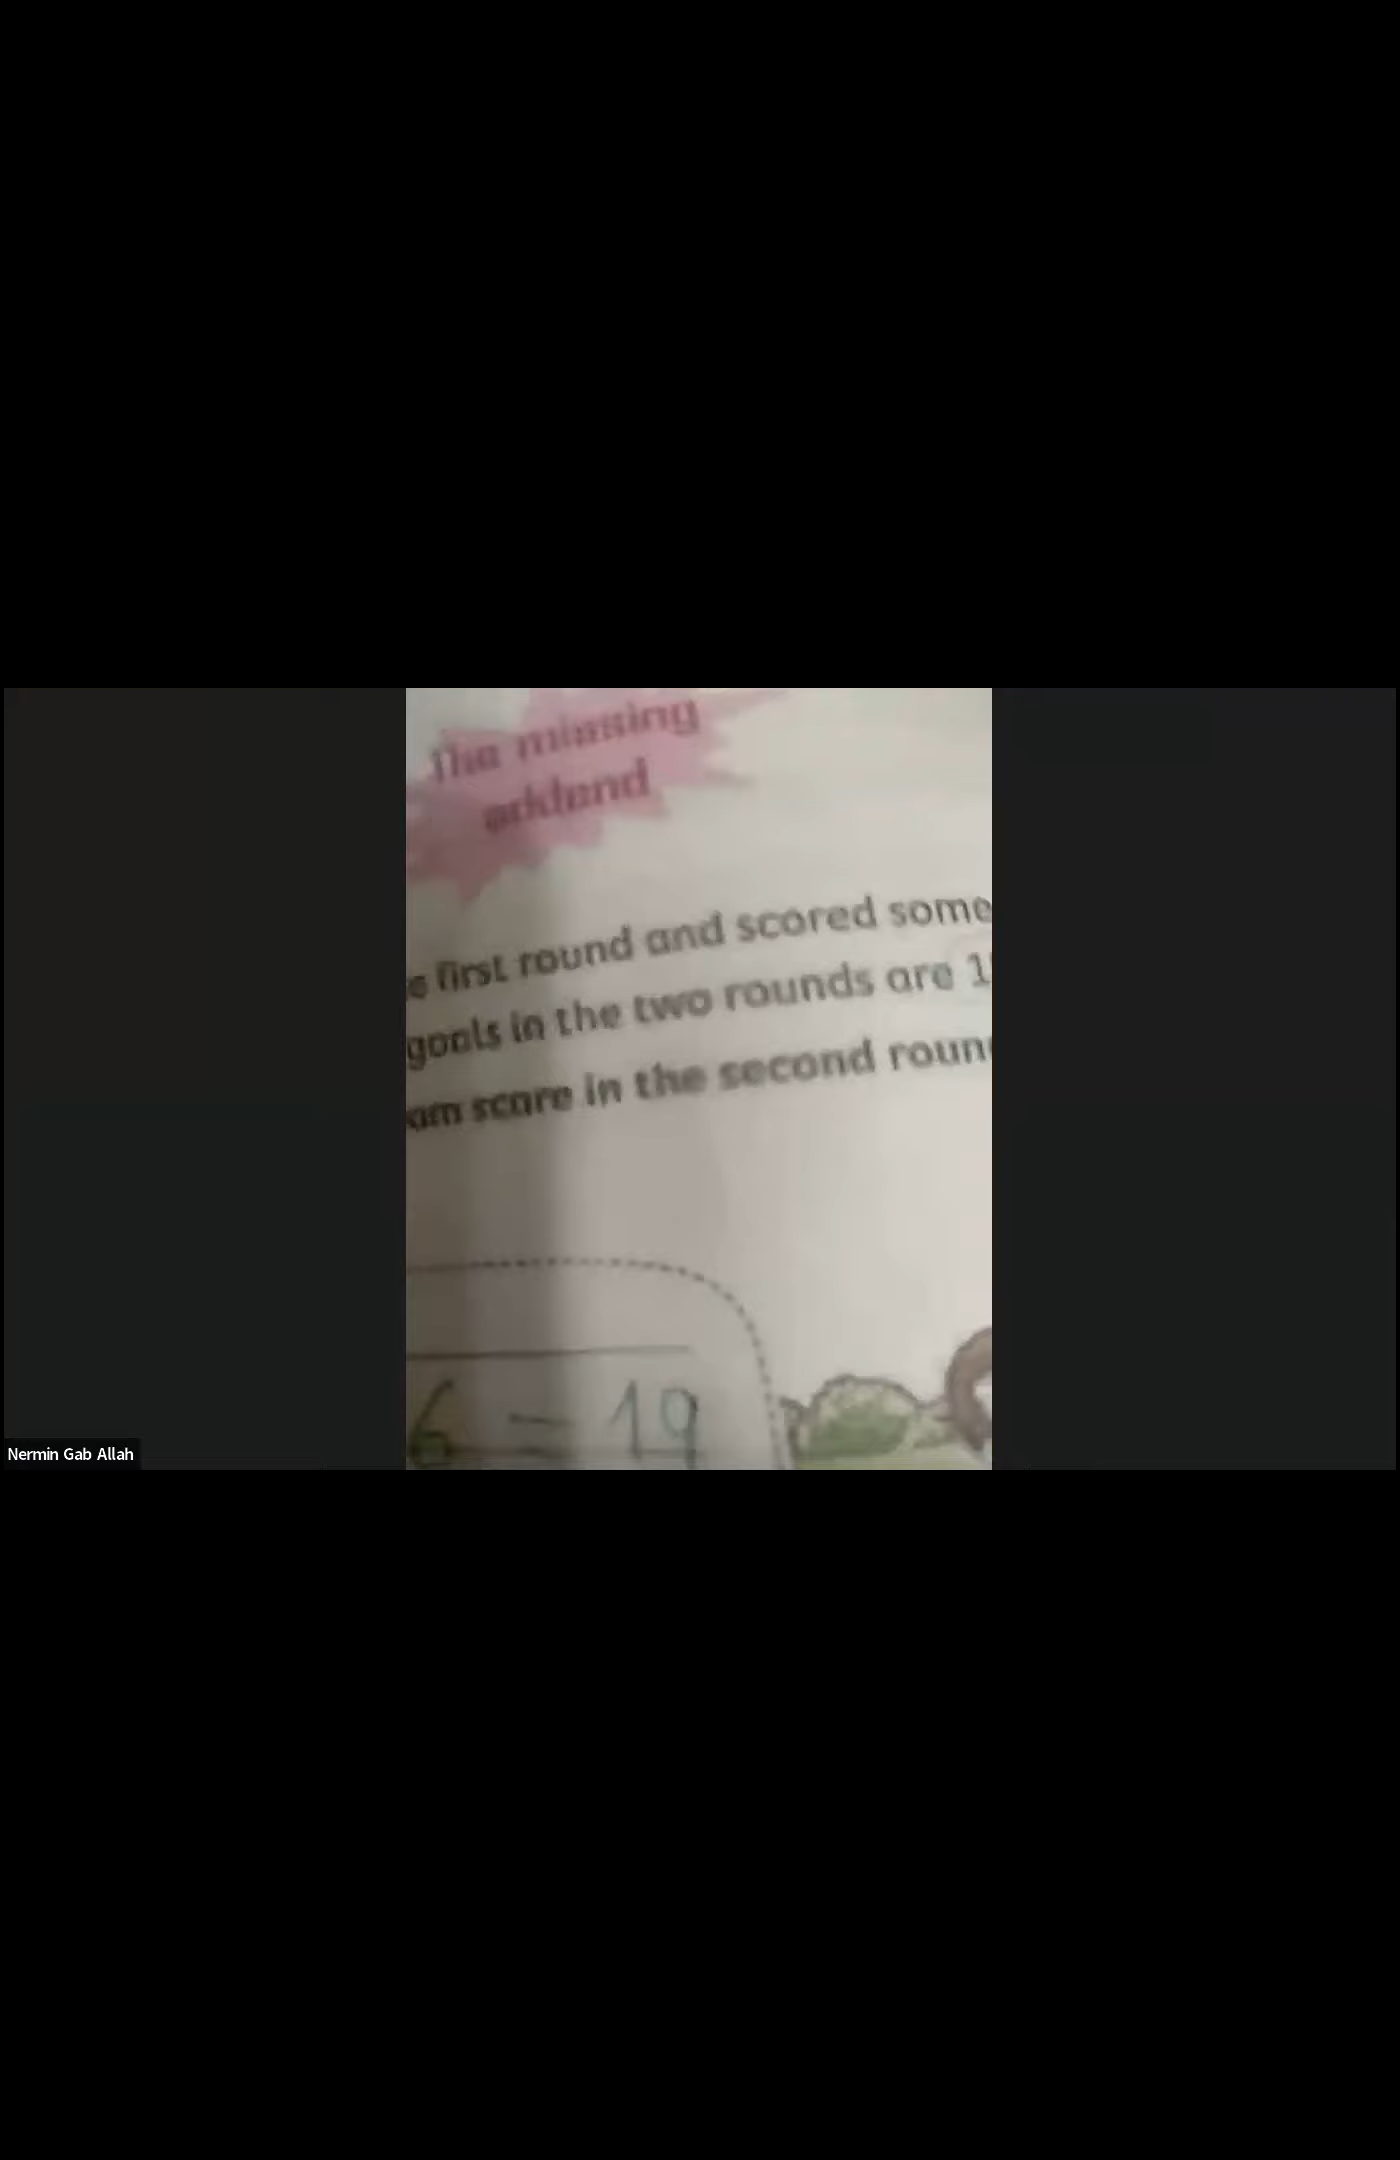 The missing
addend
e first round and scored some
goals in the two rounds are 1
am score in the second roun
6 = 19
Nermin Gab Allah